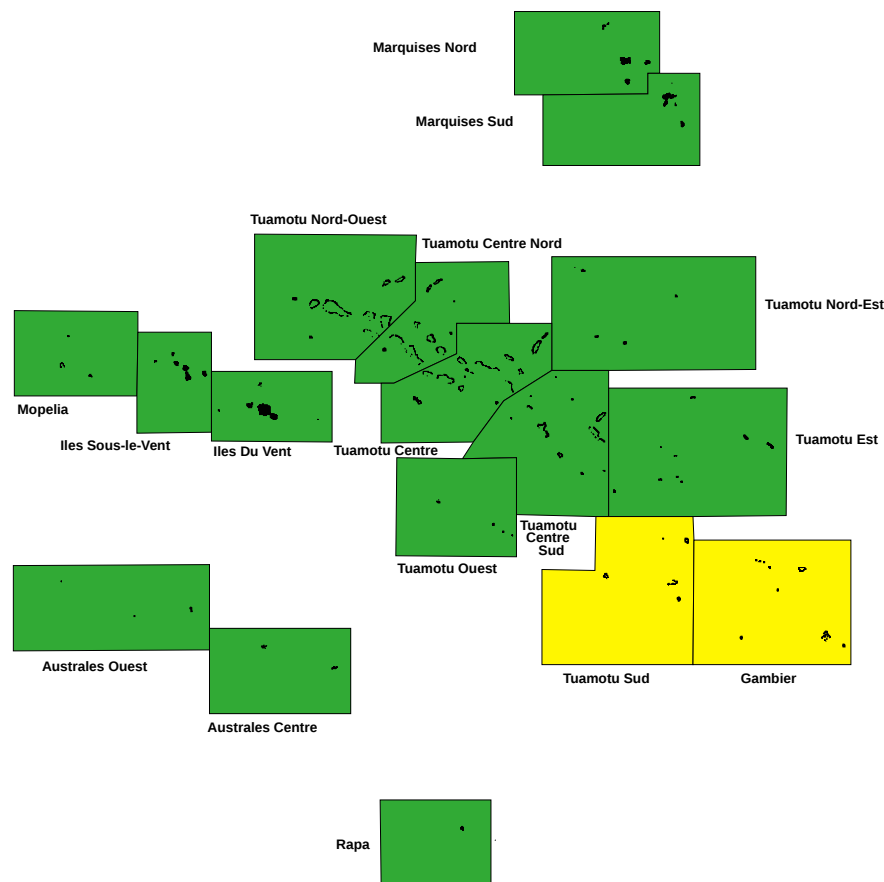 Marquises Nord
Marquises Sud
Tuamotu Nord-Ouest
Tuamotu Centre Nord
Tuamotu Nord-Est
Mopelia
Iles Sous-le-Vent
Iles Du Vent
Tuamotu Centre
Tuamotu Est
Tuamotu
Centre
Sud
Tuamotu Ouest
Australes Ouest
Tuamotu Sud
Gambier
Australes Centre
Rapa